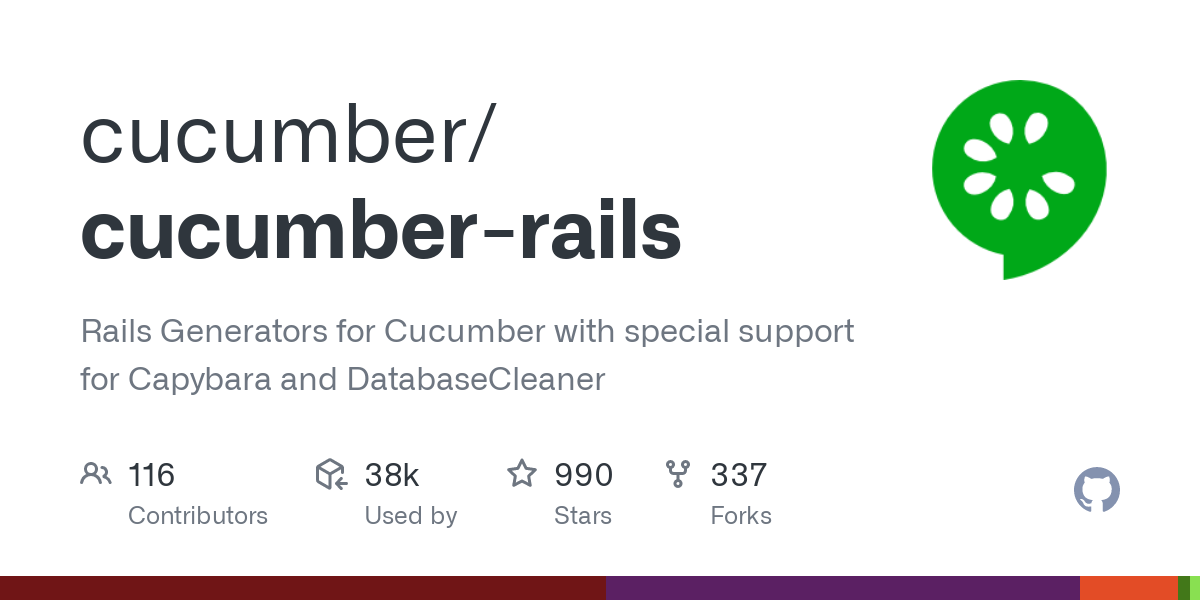 cucumber/
cucumber-rails
Rails Generators for Cucumber with special support
for Capybara and DatabaseCleaner
116 38k 990 337
Contributors Used by Stars Forks